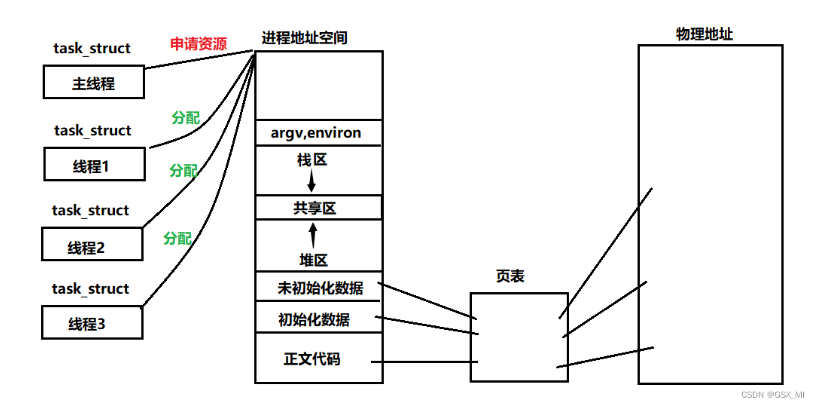 task_struct
主线程
申请资源
task_struct
线程1
分配
task_struct
线程2
分配
task_struct
线程3
分配
进程地址空间
argv,environ
栈区
共享区
堆区
未初始化数据
初始化数据
正文代码
页表
物理地址
CSDN @GSX_MI